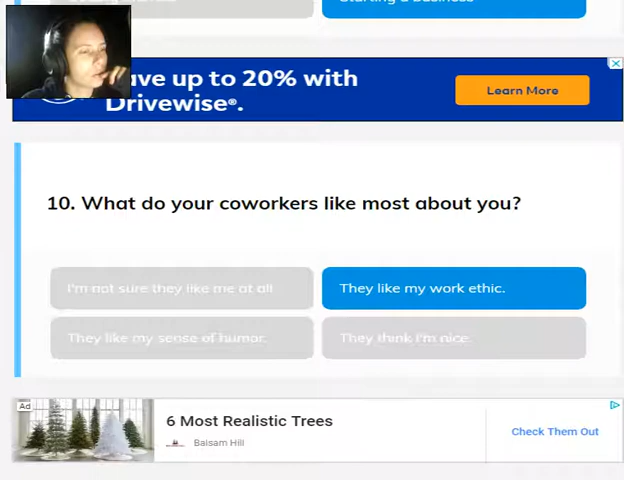 Starting a business
ave up to 20% with
Drivewise®.
Learn More
10. What do your coworkers like most about you?
I'm not sure they like me at all.
They like my work ethic.
They like my sense of humor.
They think I'm nice.
Ad
6 Most Realistic Trees
Balsam Hill
Check Them Out